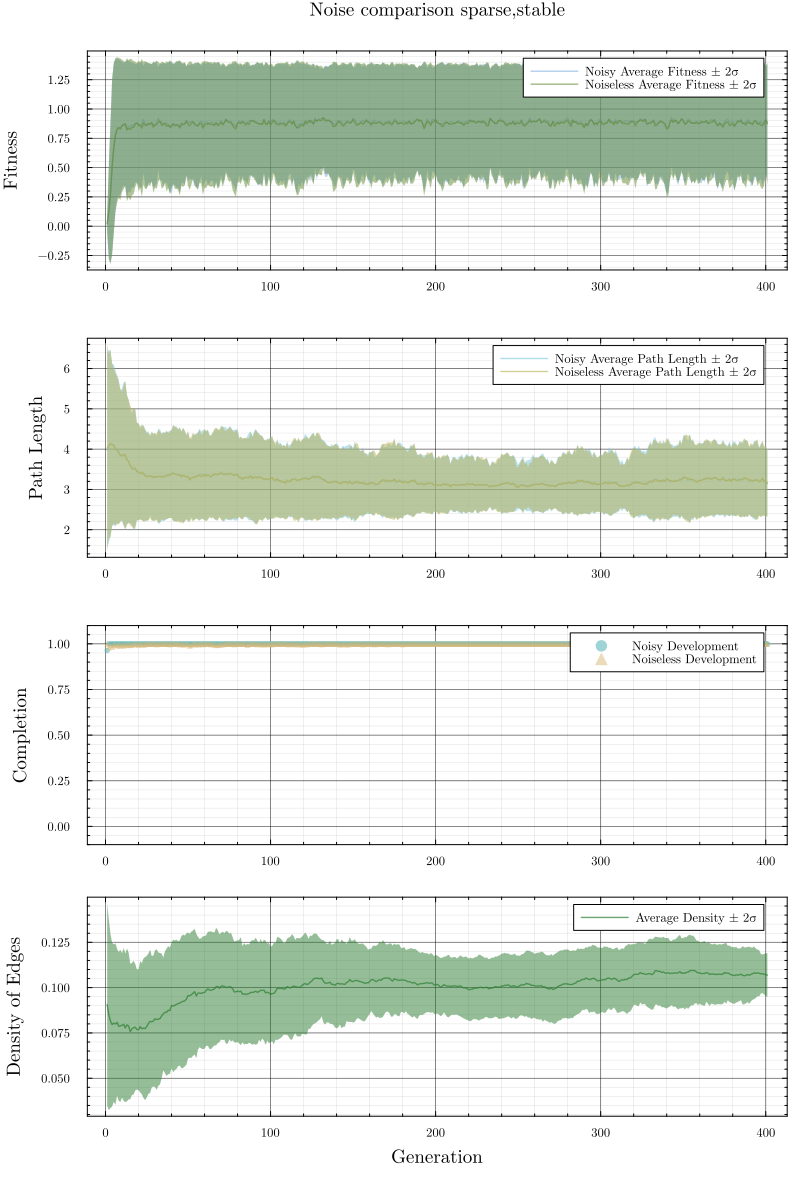 Noise comparison sparse,stable
Noisy Average Fitness ± 2σ
Noiseless Average Fitness ± 2σ
Fitness
1.25
1.00
0.75
0.50
0.25
0.00
−0.25
0 100 200 300 400
Noisy Average Path Length ± 2σ
Noiseless Average Path Length ± 2σ
Path Length
6
5
4
3
2
0 100 200 300 400
Noisy Development
Noiseless Development
Completion
1.00
0.75
0.50
0.25
0.00
0 100 200 300 400
Average Density ± 2σ
Density of Edges
0.125
0.100
0.075
0.050
0 100 200 300 400
Generation